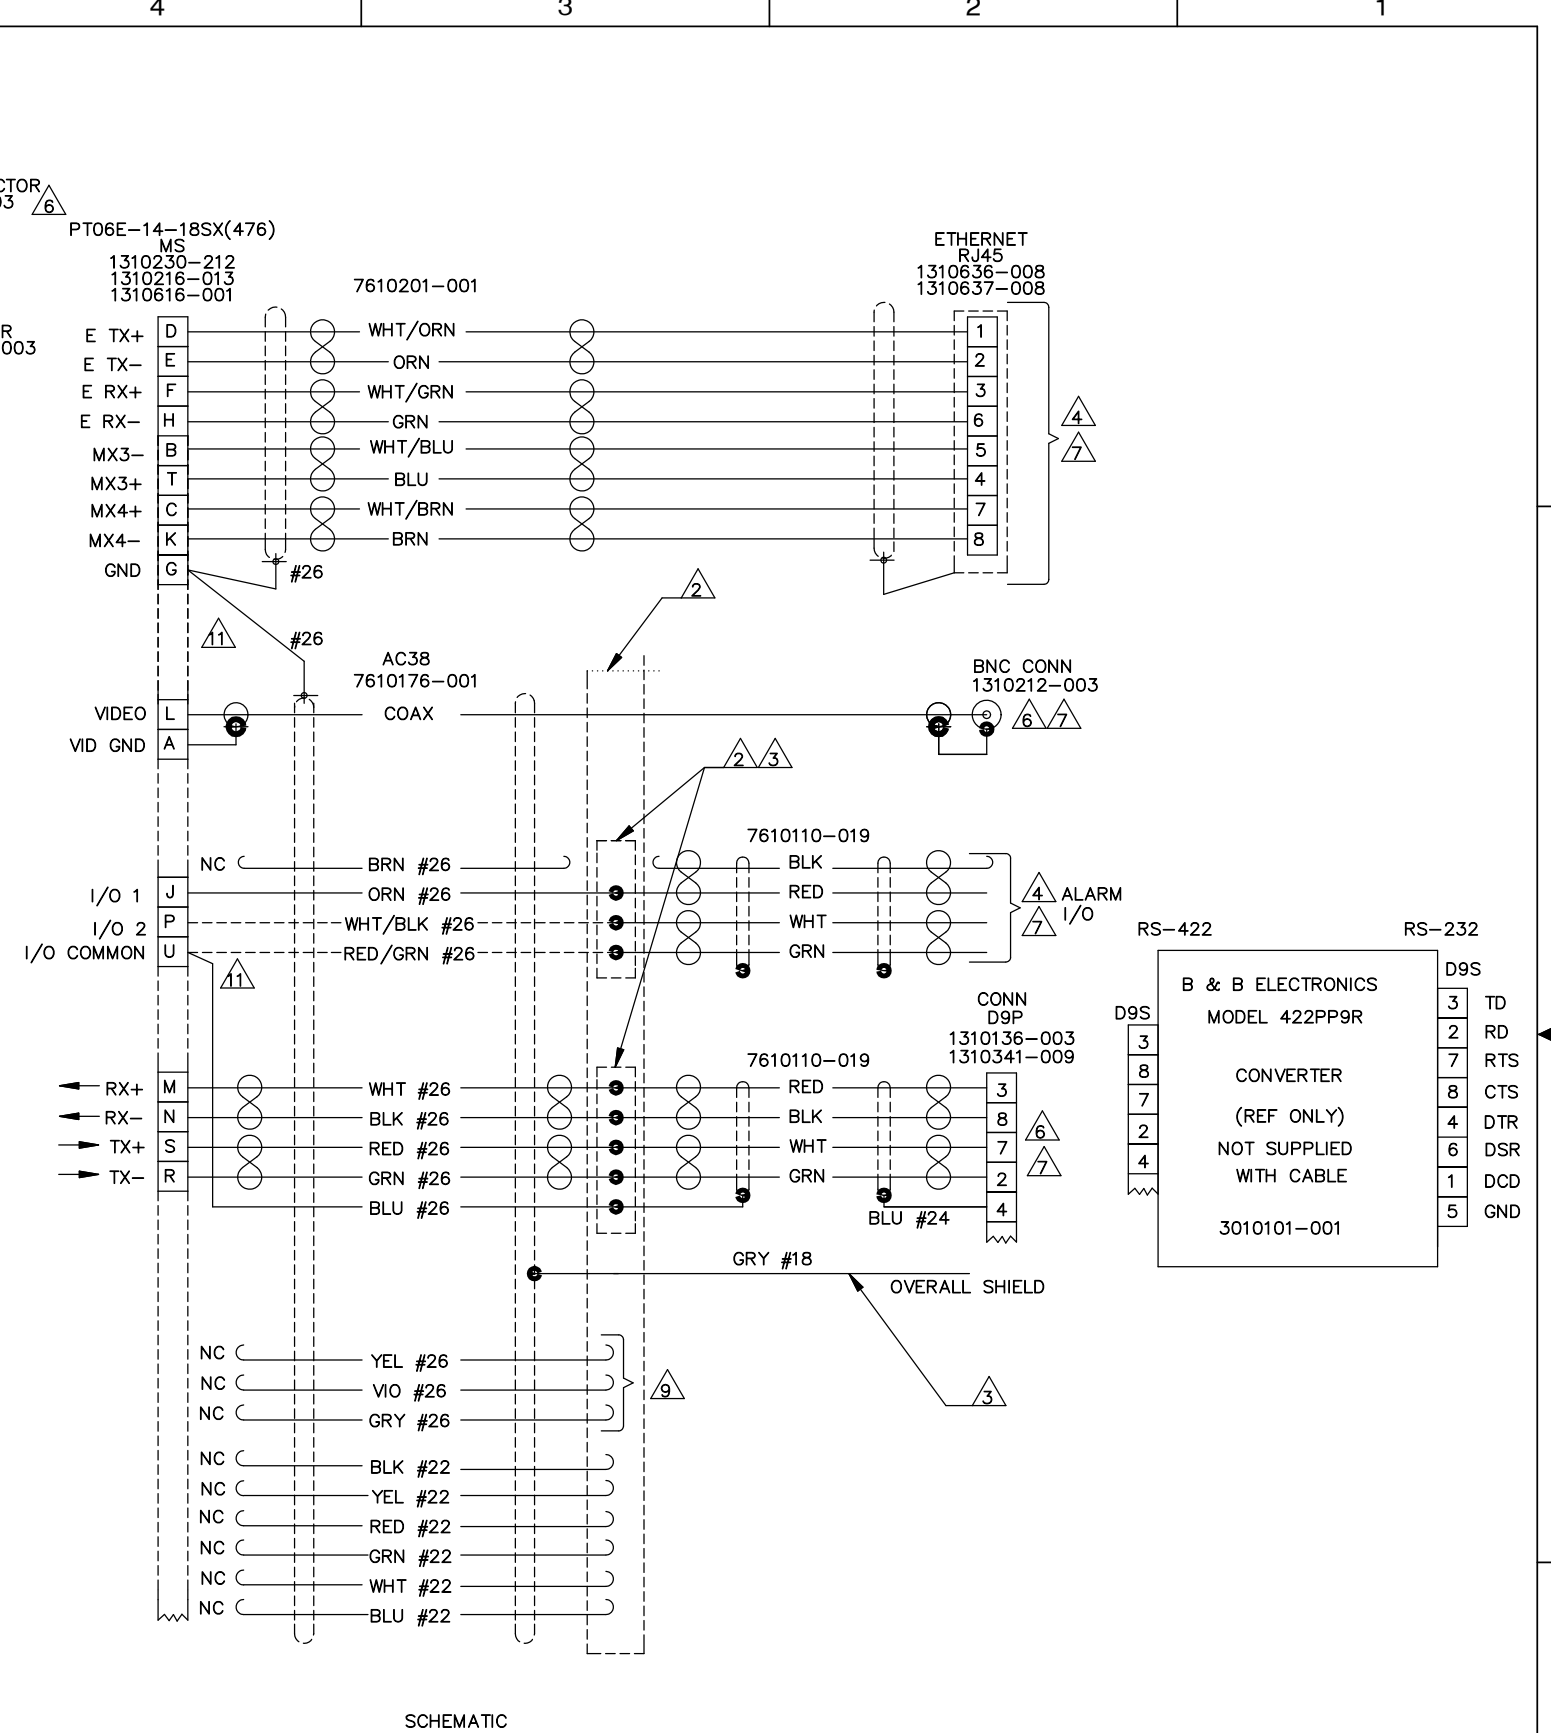 4 3 2 1
CTOR
03 6
PT06E-14-18SX(476)
MS
1310230-212
1310216-013
1310616-001
7610201-001
ETHERNET
RJ45
1310636-008
1310637-008
R
003
E TX+ D WHT/ORN 1
E TX- E ORN 2
E RX+ F WHT/GRN 3
E RX- H GRN 6
MX3- B WHT/BLU 5
MX3+ T BLU 4
MX4+ C WHT/BRN 7
MX4- K BRN 8
GND G #26
4
7
2
11 #26
AC38
7610176-001
BNC CONN
1310212-003
VIDEO L COAX 6 7
VID GND A
2 3
7610110-019
NC BRN #26 BLK
I/O 1 J ORN #26 RED
I/O 2 P WHT/BLK #26 WHT
I/O COMMON U RED/GRN #26 GRN
4 ALARM
7 I/O
11
CONN
D9P
1310136-003
1310341-009
7610110-019
RX+ M WHT #26 RED 3
RX- N BLK #26 BLK 8
TX+ S RED #26 WHT 7
TX- R GRN #26 GRN 2
BLU #26 BLU #24 4
6
7
GRY #18
OVERALL SHIELD
3
RS-422 RS-232
D9S
3
8
7
2
4
B & B ELECTRONICS
MODEL 422PP9R
CONVERTER
(REF ONLY)
NOT SUPPLIED
WITH CABLE
3010101-001
D9S
3 TD
2 RD
7 RTS
8 CTS
4 DTR
6 DSR
1 DCD
5 GND
NC YEL #26
NC VIO #26
NC GRY #26
9
NC BLK #22
NC YEL #22
NC RED #22
NC GRN #22
NC WHT #22
NC BLU #22
SCHEMATIC